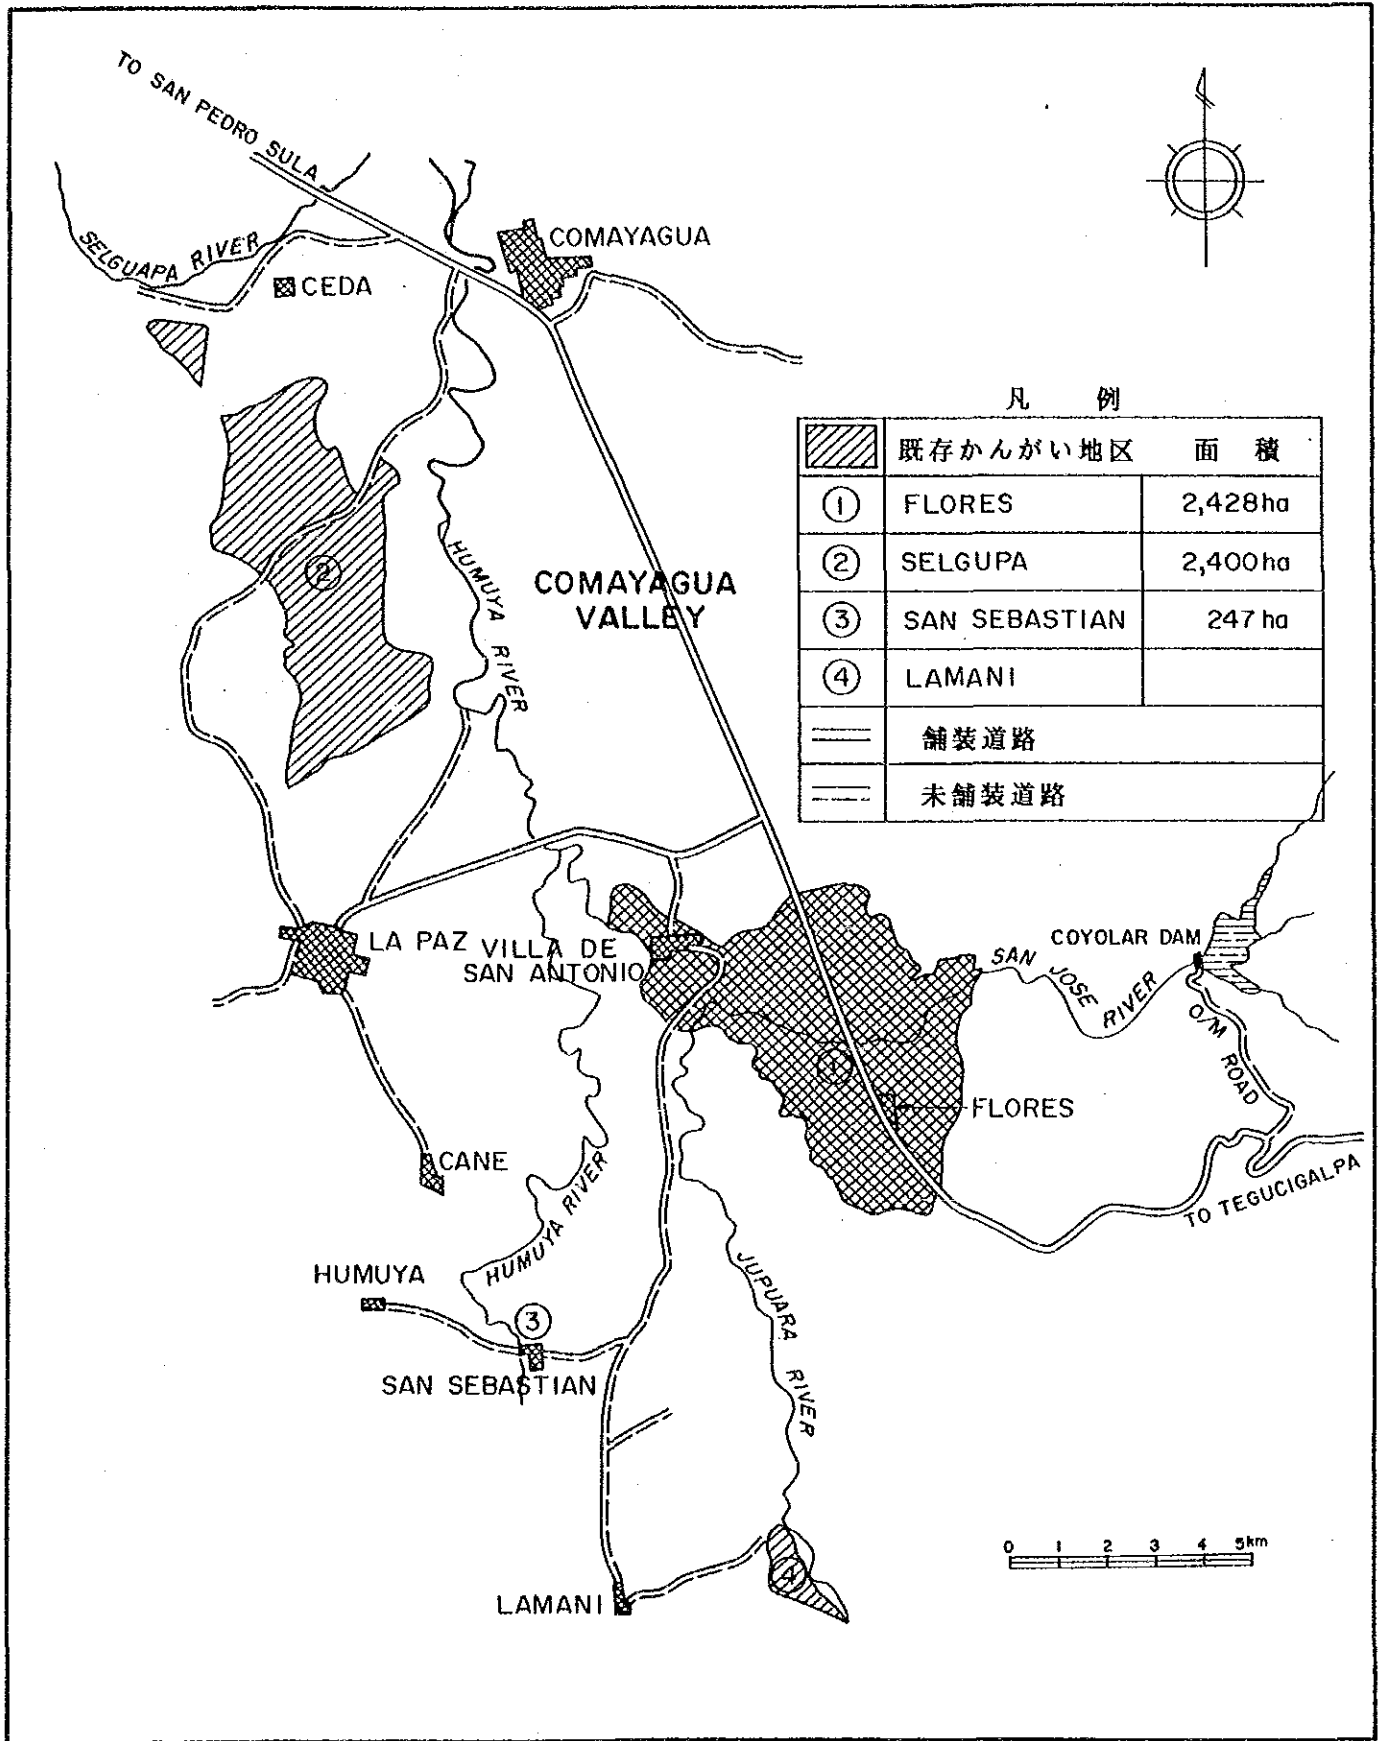 TO SAN PEDRO SULA
SELGUAPA RIVER
CEDA
COMAYAGUA
凡 例
既存かんがい地区 面 積
① FLORES 2,428ha
② SELGUPA 2,400ha
③ SAN SEBASTIAN 247 ha
④ LAMANI
舗装道路
未舗装道路
②
HUMUYA RIVER
COMAYAGUA
VALLEY
LA PAZ
VILLA DE
SAN ANTONIO
SAN JOSE RIVER
COYOLAR DAM
O/M ROAD
①
FLORES
CANE
TO TEGUCIGALPA
HUMUYA RIVER
HUMUYA
③
SAN SEBASTIAN
JUPUARA RIVER
④
LAMANI
0 1 2 3 4 5km